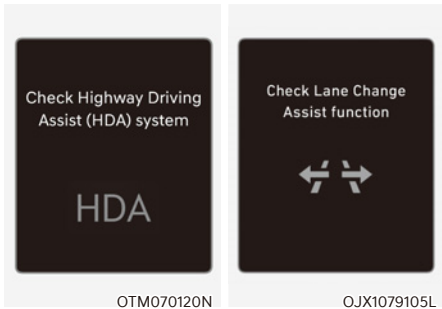 Check Highway Driving
Assist (HDA) system
HDA
OTM070120N
Check Lane Change
Assist function
OJX1079105L